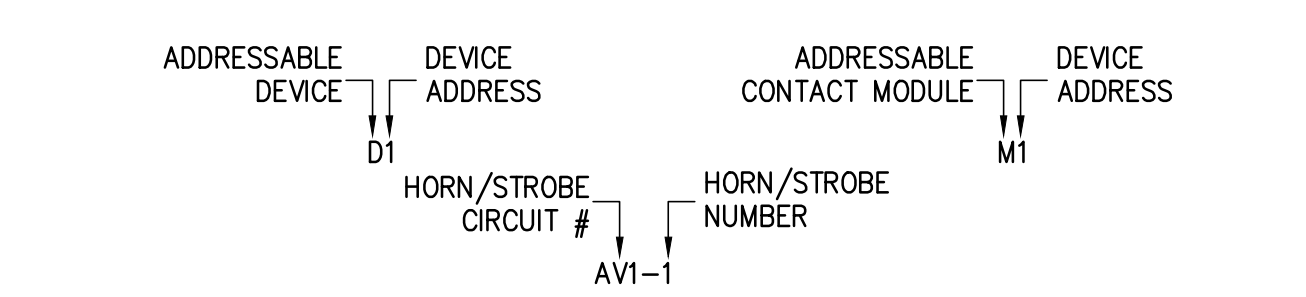 ADDRESSABLE
DEVICE
DEVICE
ADDRESS
D1
ADDRESSABLE
CONTACT MODULE
DEVICE
ADDRESS
M1
HORN/STROBE
CIRCUIT #
HORN/STROBE
NUMBER
AV1-1